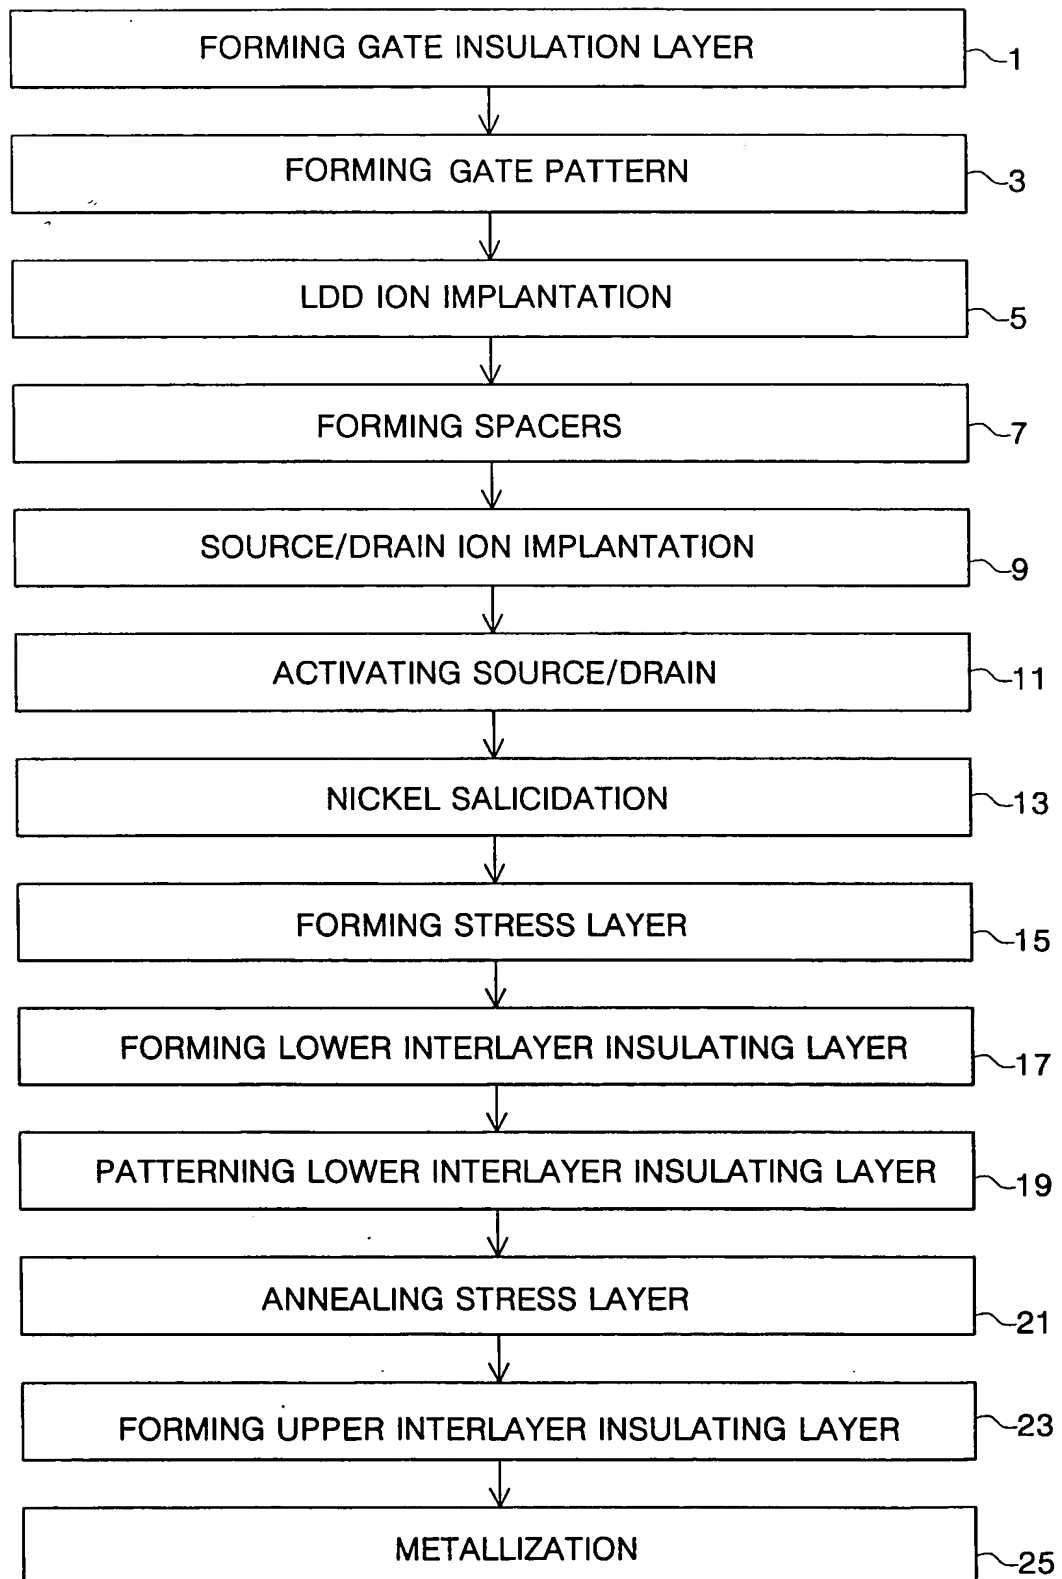 FORMING GATE INSULATION LAYER
1
FORMING GATE PATTERN
3
LDD ION IMPLANTATION
5
FORMING SPACERS
7
SOURCE/DRAIN ION IMPLANTATION
9
ACTIVATING SOURCE/DRAIN
11
NICKEL SALICIDATION
13
FORMING STRESS LAYER
15
FORMING LOWER INTERLAYER INSULATING LAYER
17
PATTERNING LOWER INTERLAYER INSULATING LAYER
19
ANNEALING STRESS LAYER
21
FORMING UPPER INTERLAYER INSULATING LAYER
23
METALLIZATION
25